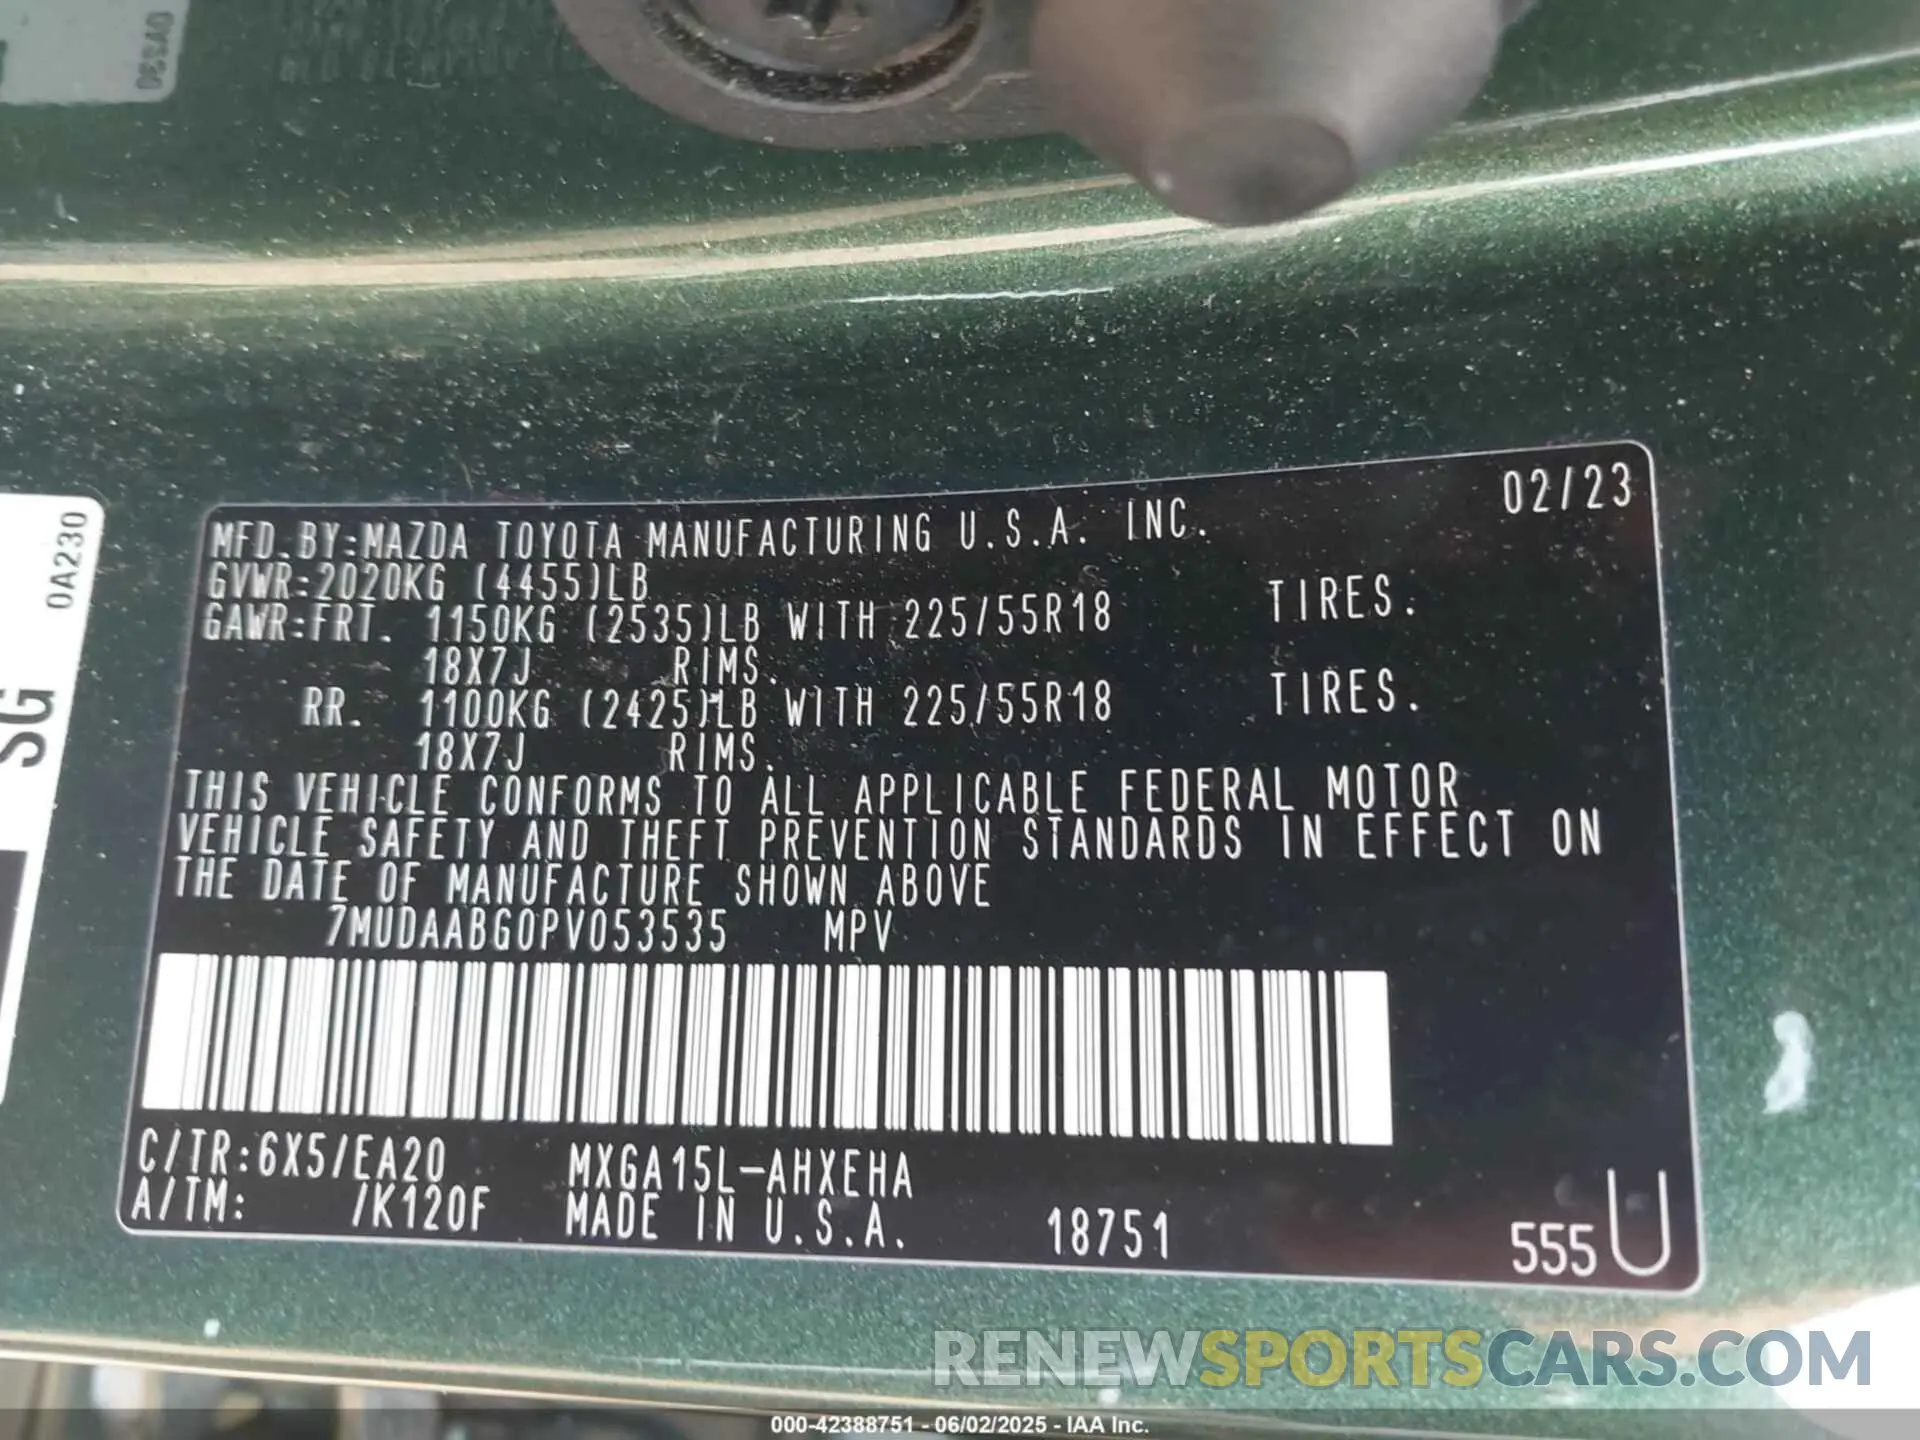 02/23
MFD.BY:MAZDA TOYOTA MANUFACTURING U.S.A. INC.
GVWR:2020KG (4455)LB
GAWR:FRT. 1150KG (2535)LB WITH 225/55R18 TIRES.
18X7J RIMS.
RR. 1100KG (2425)LB WITH 225/55R18 TIRES.
18X7J RIMS.
THIS VEHICLE CONFORMS TO ALL APPLICABLE FEDERAL MOTOR
VEHICLE SAFETY AND THEFT PREVENTION STANDARDS IN EFFECT ON
THE DATE OF MANUFACTURE SHOWN ABOVE
7MUDAABG0PV053535 MPV
C/TR:6X5/EA20 MXGA15L-AHXEHA
A/TM: /K120F MADE IN U.S.A. 18751
555 U
0A230
SG
RENEWSPORTSCARS.COM
000-42388751 - 06/02/2025 - IAA Inc.